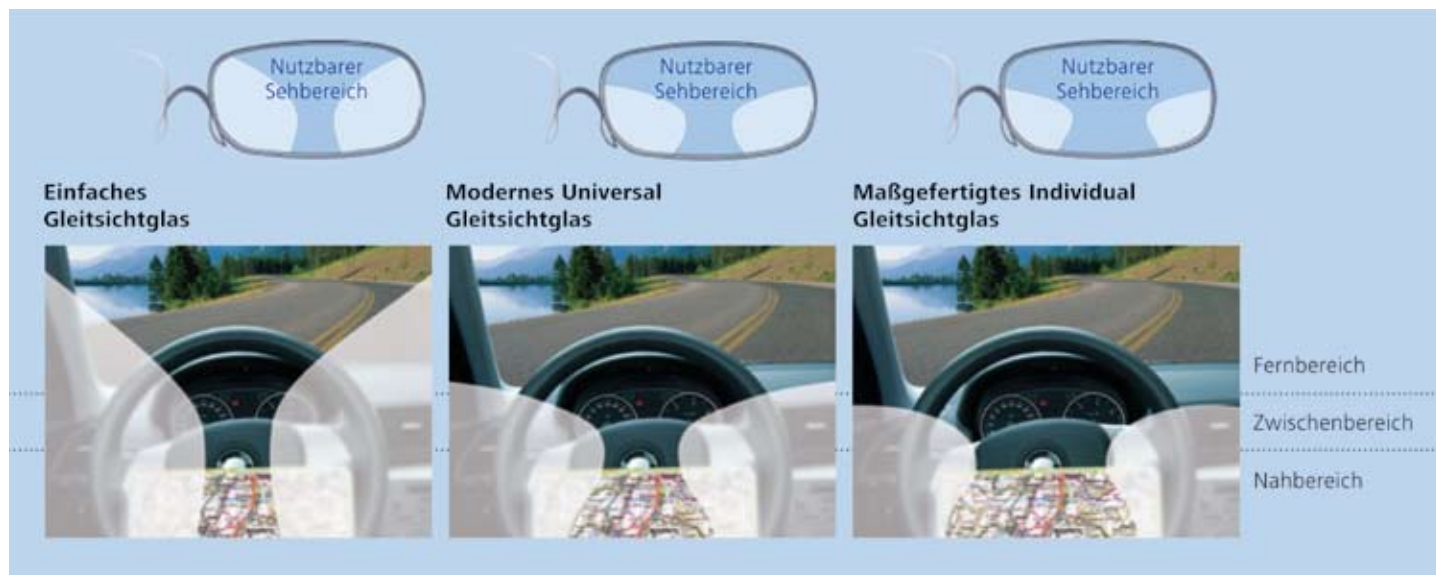 Nutzbarer
Sehbereich
Nutzbarer
Sehbereich
Nutzbarer
Sehbereich
Einfaches
Gleitsichtglas
Modernes Universal
Gleitsichtglas
Maßgefertigtes Individual
Gleitsichtglas
Fernbereich
Zwischenbereich
Nahbereich